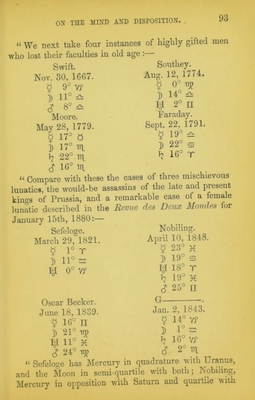 ON THE MIND AND DISPOSITION. 93
"We next take four instances of highly gifted men
who lost their faculties in old age :—
Swift. Southey.
Nov. 30, 1667. Aug. 12, 1774.
☿ 9° ♑ ☿ 0° ♍
☽ 11° ♎ ☽ 14° ♎
♂ 8° ♎ ♅ 2° ♊
Moore. Faraday.
May 28, 1779. Sept. 22, 1791.
☿ 17° ♉ ☿ 19° ♎
☽ 17° ♏ ☽ 22° ♒
♄ 22° ♏ ♄ 16° ♈
♂ 16° ♏
"Compare with these the cases of three mischievous
lunatics, the would-be assassins of the late and present
kings of Prussia, and a remarkable case of a female
lunatic described in the Revue des Deux Mondes for
January 15th, 1880:—
Sefeloge. Nobiling.
March 29, 1821. April 10, 1848.
☿ 1° ♈ ☿ 23° ♓
☽ 11° ♒ ☽ 19° ♒
♅ 0° ♑ ♅ 18° ♈
♄ 19° ♓
♂ 25° ♊
Oscar Becker. G———.
June 18, 1839. Jan. 2, 1843.
☿ 16° ♊ ☿ 14° ♑
☽ 21° ♍ ☽ 1° ♒
♅ 11° ♓ ♄ 16° ♑
♂ 24° ♍ ♂ 2° ♏
"Sefeloge has Mercury in quadrature with Uranus,
and the Moon in semi-quartile with both; Nobiling,
Mercury in opposition with Saturn and quartile with